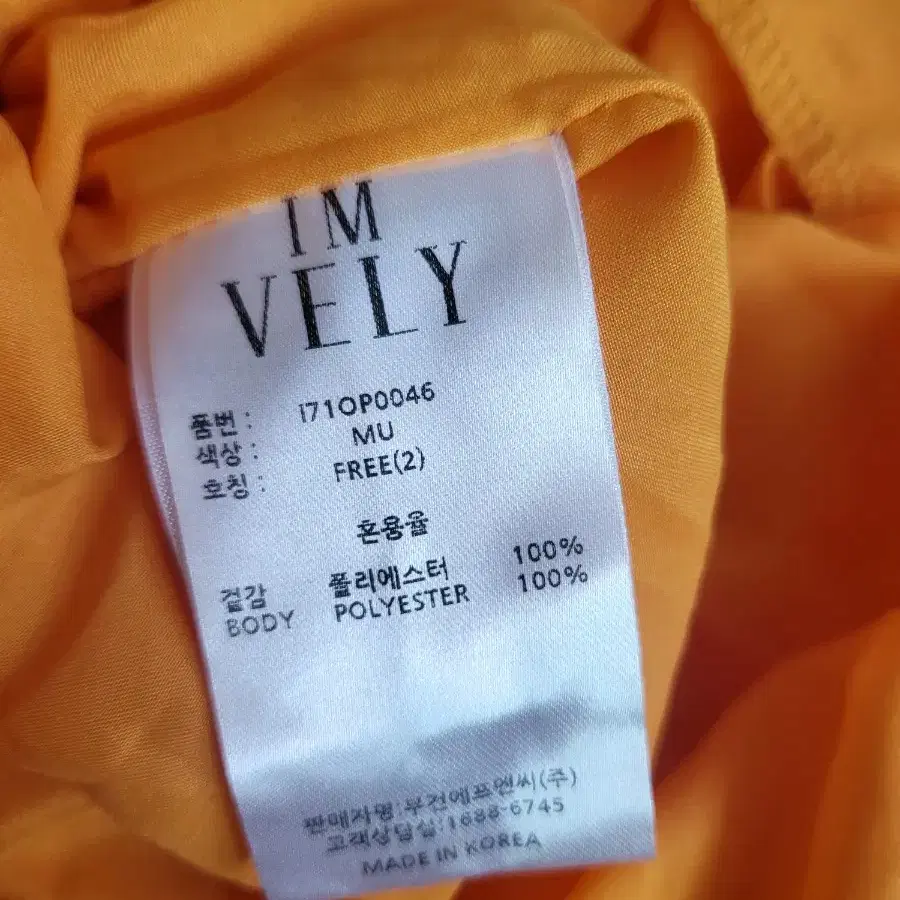 IM
VELY
품번 : I71OP0046
색상 : MU
호칭 : FREE(2)
혼용율
겉감 폴리에스터 100%
BODY POLYESTER 100%
판매자명:부건에프엔씨(주)
고객상담실:1688-6745
MADE IN KOREA